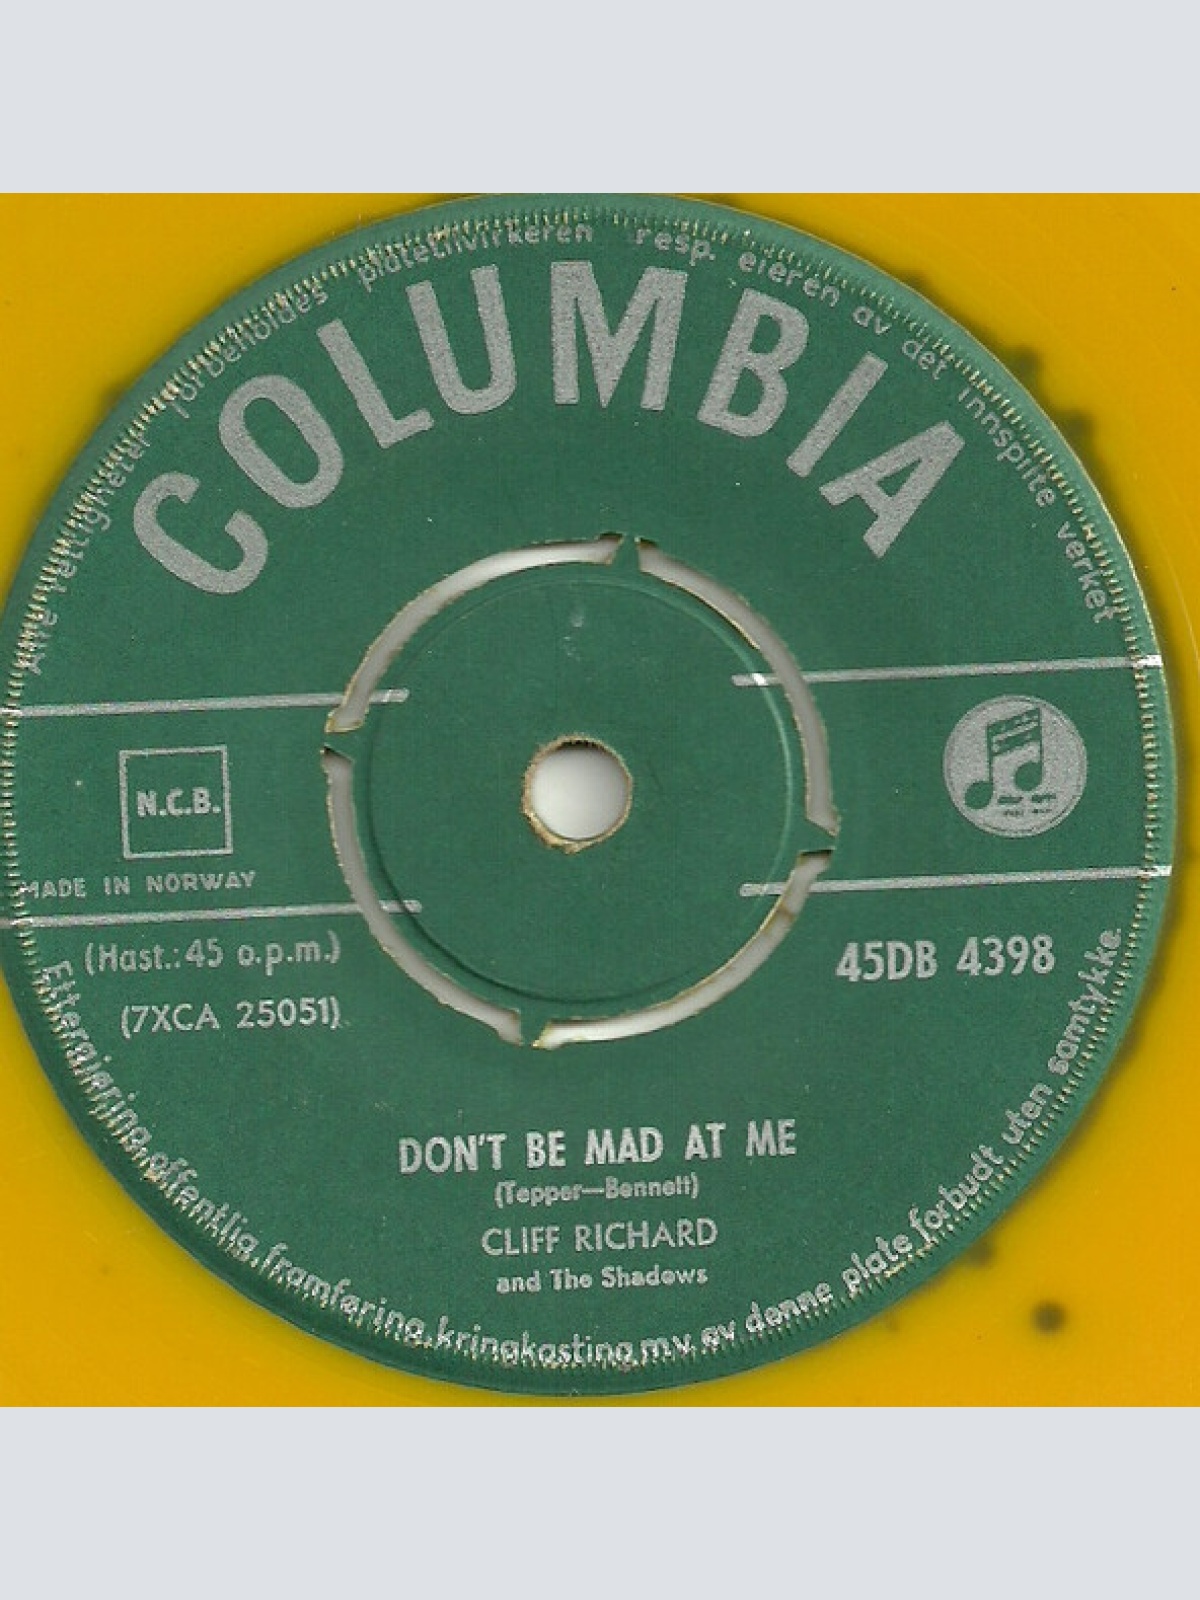 Alle rettigheter forbeholdes platetilvirkeren resp. eieren av det innspilte verket
COLUMBIA
N.C.B.
MADE IN NORWAY
(Hast.: 45 o.p.m.)
(7XCA 25051)
45DB 4398
DON'T BE MAD AT ME
(Tepper—Bennett)
CLIFF RICHARD
and The Shadows
Ettergjøring, offentlig, framføring, kringkasting m.v. av denne plate forbudt uten samtykke.